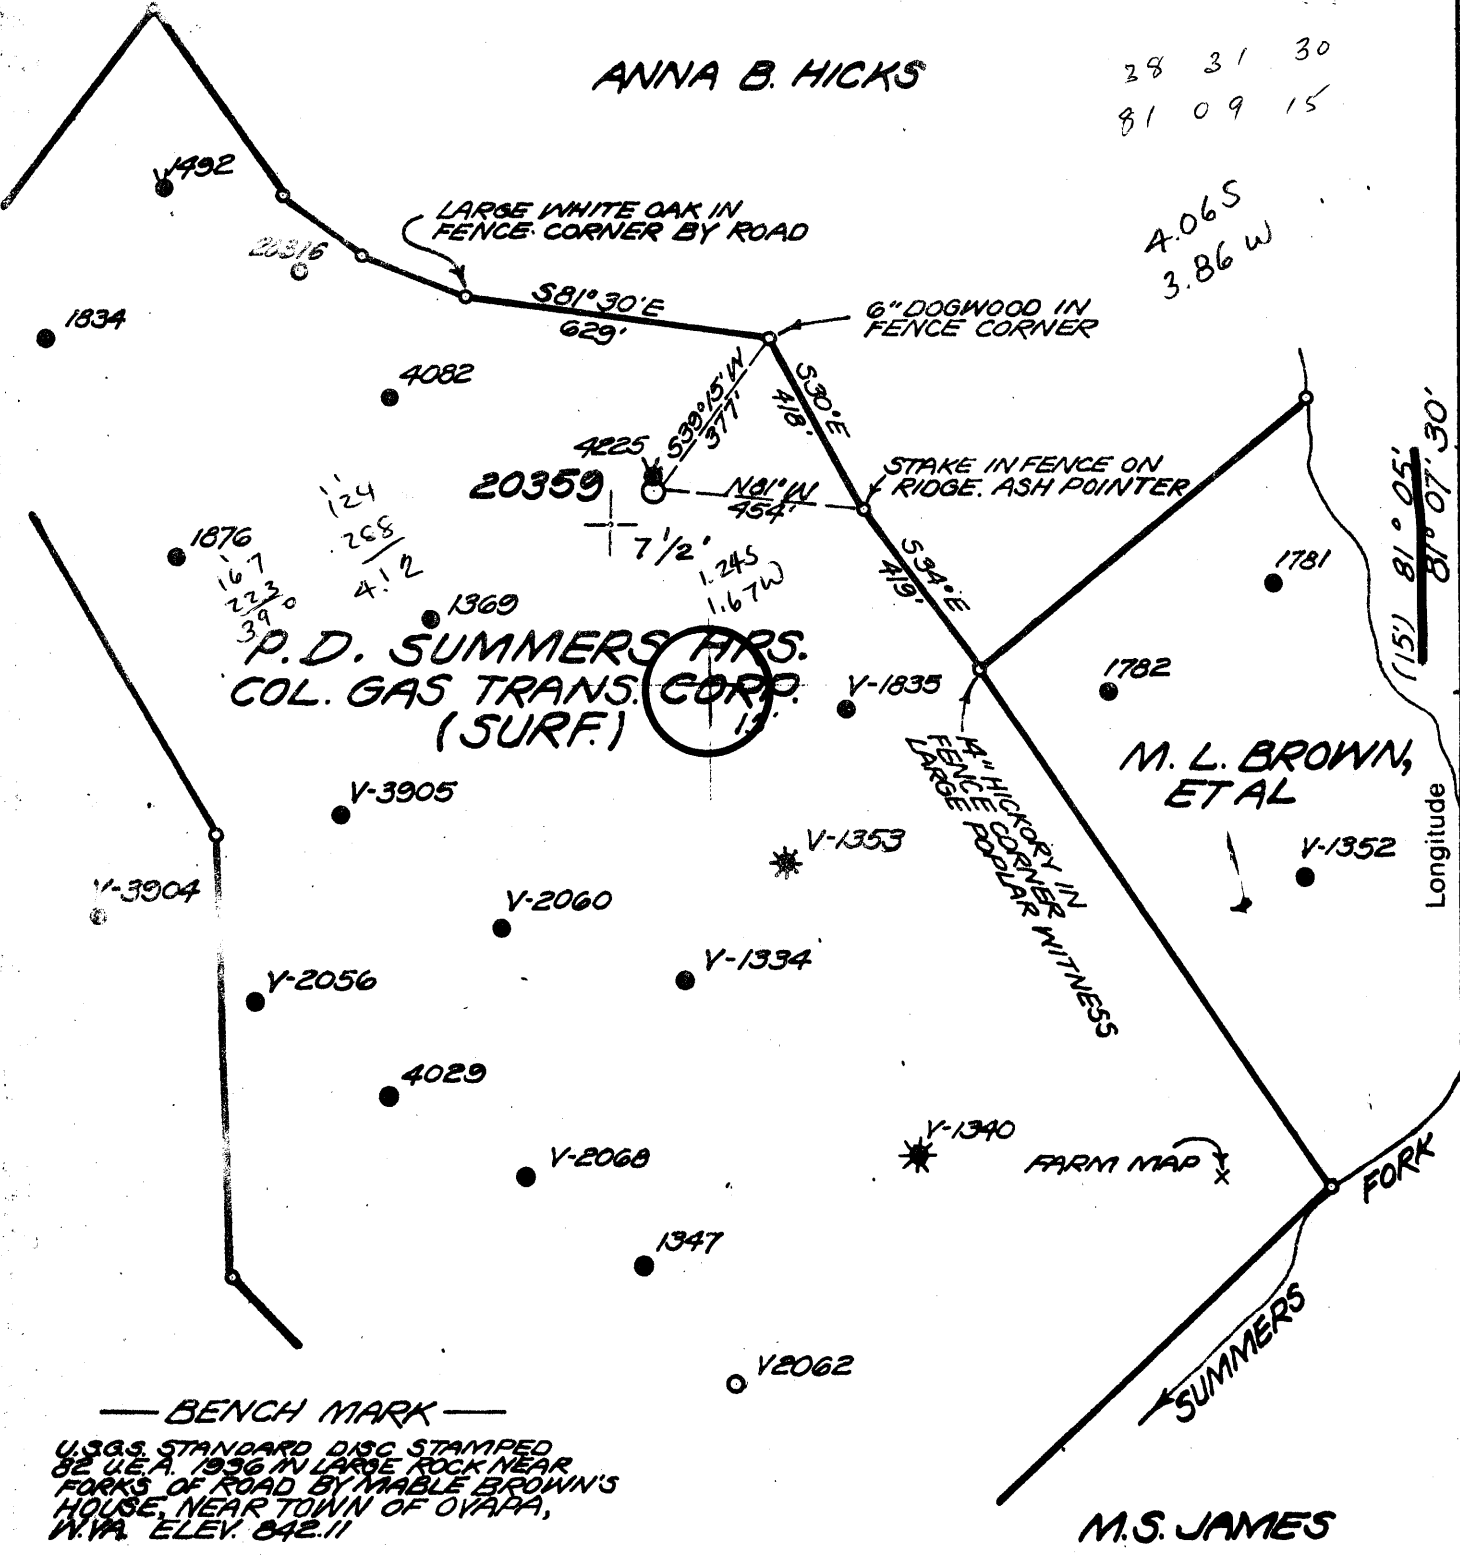 ANNA B. HICKS
38 31 30
81 09 15
4.06S
3.86 W
1492
LARGE WHITE OAK IN
FENCE CORNER BY ROAD
20316
1834
S81°30'E
629'
6" DOGWOOD IN
FENCE CORNER
4082
S39°15'W
377'
S30°E
418'
4225
20359
STAKE IN FENCE ON
RIDGE. ASH POINTER
N81°W
454'
7 1/2'
1.24S
1.67W
124
288
4.12
1876
167
223
390
1369
S34°E
419'
1781
(15') 81° 05'
81° 07' 30'
Longitude
P.D. SUMMERS HRS.
COL. GAS TRANS. CORP.
(SURF.)
V-1835
1782
14" HICKORY IN
FENCE CORNER
LARGE POPLAR WITNESS
M. L. BROWN,
ET AL
V-3905
V-1353
V-1352
V-3904
V-2060
V-1334
V-2056
4029
V-2068
V-1340
FARM MAP
FORK
1347
SUMMERS
V2062
BENCH MARK
U.S.G.S. STANDARD DISC STAMPED
82 U.E.A. 1936 IN LARGE ROCK NEAR
FORKS OF ROAD BY MABLE BROWN'S
HOUSE, NEAR TOWN OF OVAPA,
W.VA. ELEV. 842.11
M.S. JAMES